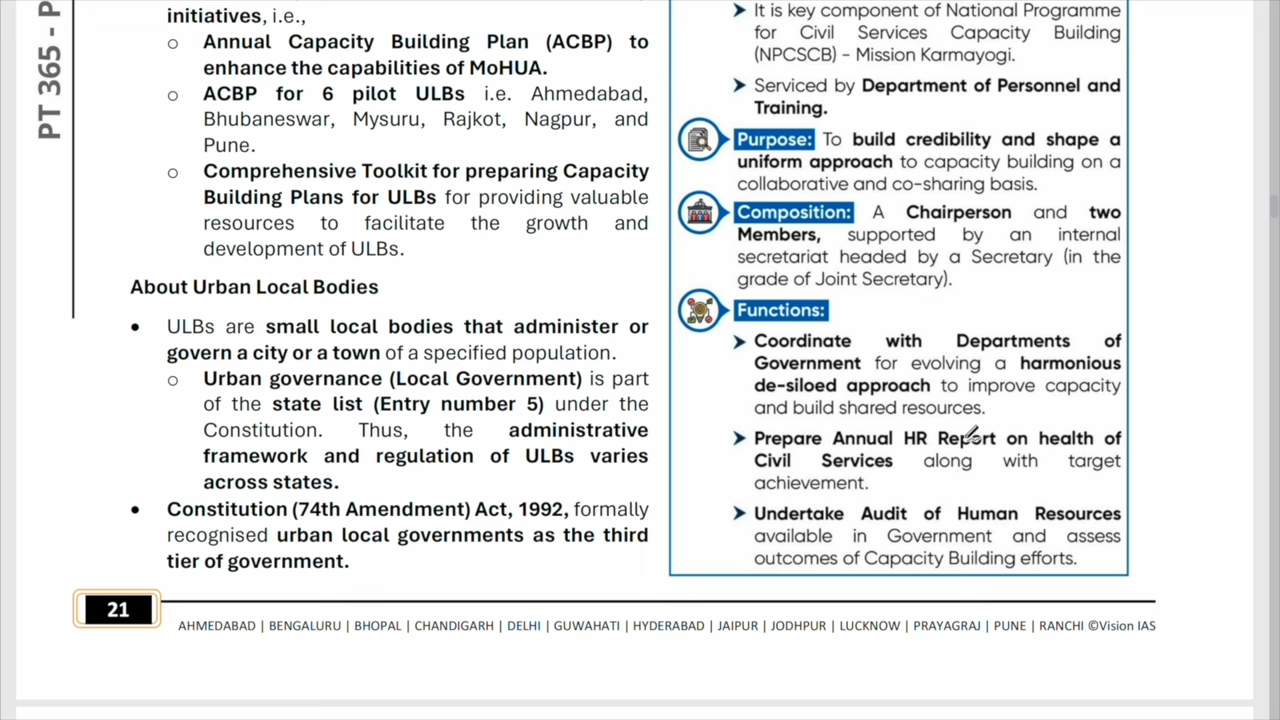 PT 365 - P
initiatives, i.e.,
o Annual Capacity Building Plan (ACBP) to
enhance the capabilities of MoHUA.
o ACBP for 6 pilot ULBs i.e. Ahmedabad,
Bhubaneswar, Mysuru, Rajkot, Nagpur, and
Pune.
o Comprehensive Toolkit for preparing Capacity
Building Plans for ULBs for providing valuable
resources to facilitate the growth and
development of ULBs.
About Urban Local Bodies
• ULBs are small local bodies that administer or
govern a city or a town of a specified population.
o Urban governance (Local Government) is part
of the state list (Entry number 5) under the
Constitution. Thus, the administrative
framework and regulation of ULBs varies
across states.
• Constitution (74th Amendment) Act, 1992, formally
recognised urban local governments as the third
tier of government.
➤ It is key component of National Programme
for Civil Services Capacity Building
(NPCSCB) - Mission Karmayogi.
➤ Serviced by Department of Personnel and
Training.
Purpose: To build credibility and shape a
uniform approach to capacity building on a
collaborative and co-sharing basis.
Composition: A Chairperson and two
Members, supported by an internal
secretariat headed by a Secretary (in the
grade of Joint Secretary).
Functions:
➤ Coordinate with Departments of
Government for evolving a harmonious
de-siloed approach to improve capacity
and build shared resources.
➤ Prepare Annual HR Report on health of
Civil Services along with target
achievement.
➤ Undertake Audit of Human Resources
available in Government and assess
outcomes of Capacity Building efforts.
21
AHMEDABAD | BENGALURU | BHOPAL | CHANDIGARH | DELHI | GUWAHATI | HYDERABAD | JAIPUR | JODHPUR | LUCKNOW | PRAYAGRAJ | PUNE | RANCHI ©Vision IAS